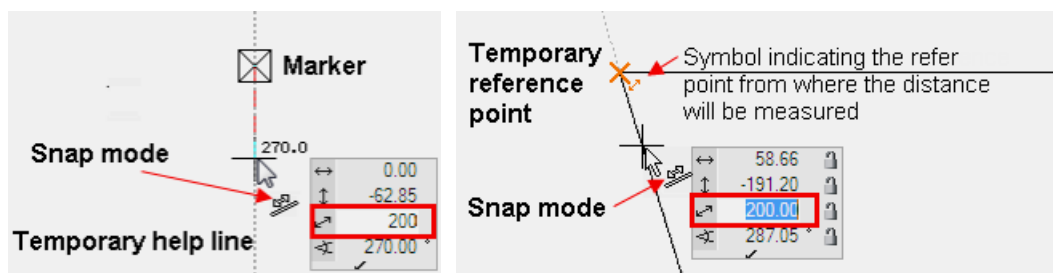 Marker
270.0
Snap mode
0.00
-62.85
200
Temporary help line
270.00 °
Temporary
reference
point
Symbol indicating the refer
point from where the distance
will be measured
58.66
-191.20
Snap mode
200.00
287.05 °